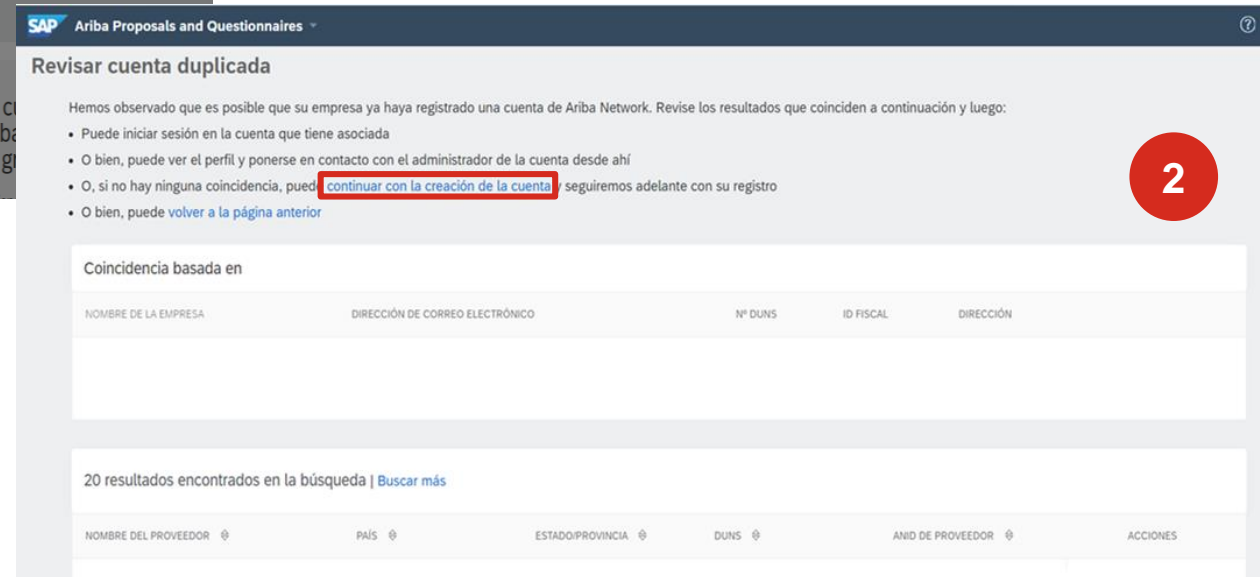 SAP Ariba Proposals and Questionnaires
Revisar cuenta duplicada
Hemos observado que es posible que su empresa ya haya registrado una cuenta de Ariba Network. Revise los resultados que coinciden a continuación y luego:
• Puede iniciar sesión en la cuenta que tiene asociada
• O bien, puede ver el perfil y ponerse en contacto con el administrador de la cuenta desde ahí
• O, si no hay ninguna coincidencia, puede continuar con la creación de la cuenta y seguiremos adelante con su registro
• O bien, puede volver a la página anterior
2
Coincidencia basada en
NOMBRE DE LA EMPRESA DIRECCIÓN DE CORREO ELECTRÓNICO Nº DUNS ID FISCAL DIRECCIÓN
20 resultados encontrados en la búsqueda | Buscar más
NOMBRE DEL PROVEEDOR PAÍS ESTADO/PROVINCIA DUNS ANID DE PROVEEDOR ACCIONES